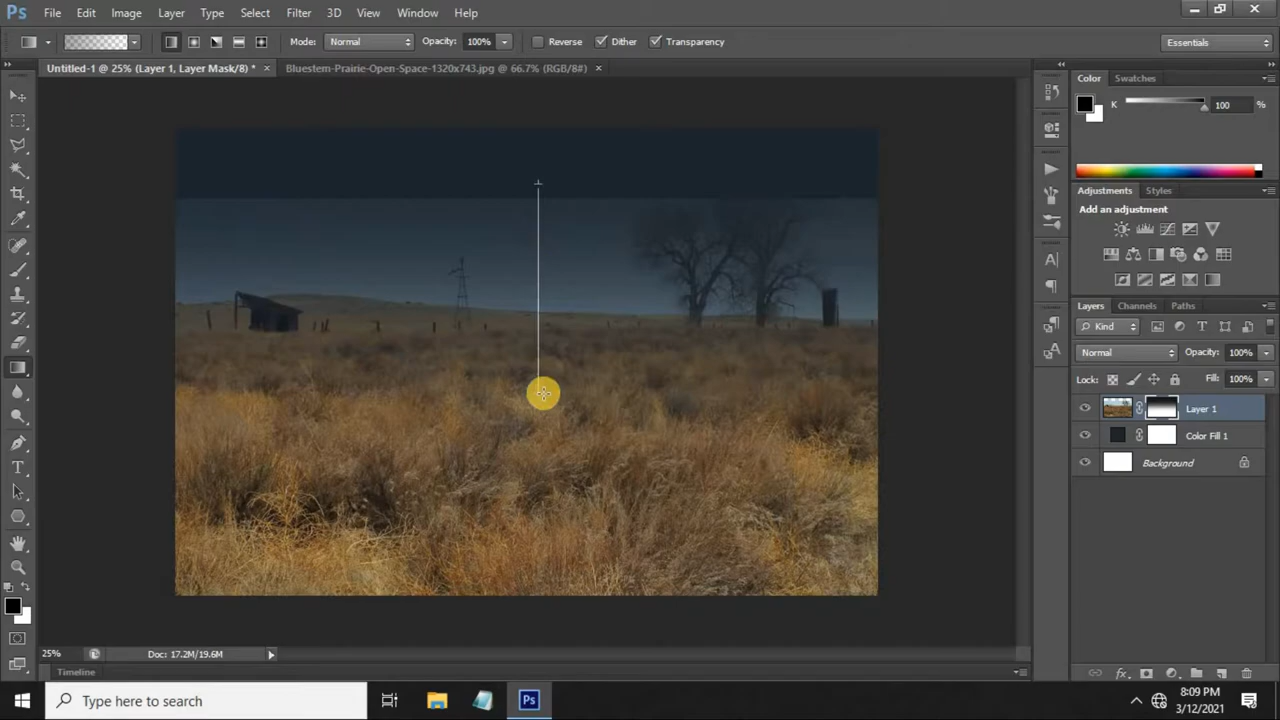 Ps File Edit Image Layer Type Select Filter 3D View Window Help
Mode: Normal Opacity: 100% Reverse Dither Transparency Essentials
Untitled-1 @ 25% (Layer 1, Layer Mask/8) * × Bluestem-Prairie-Open-Space-1320x743.jpg @ 66.7% (RGB/8#) ×
Color Swatches
K 100 %
Adjustments Styles
Add an adjustment
Layers Channels Paths
Kind
Normal Opacity: 100%
Lock: Fill: 100%
Layer 1
Color Fill 1
Background
25% Doc: 17.2M/19.6M
Timeline
Type here to search Ps
8:09 PM
3/12/2021